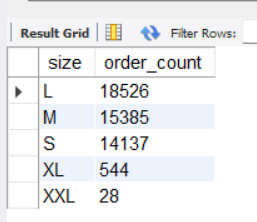 Result Grid Filter Rows:
size order_count
L 18526
M 15385
S 14137
XL 544
XXL 28